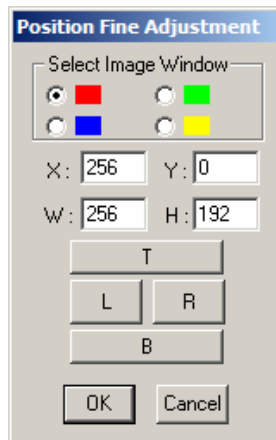 Position Fine Adjustment
Select Image Window
X: 256 Y: 0
W: 256 H: 192
T
L R
B
OK Cancel